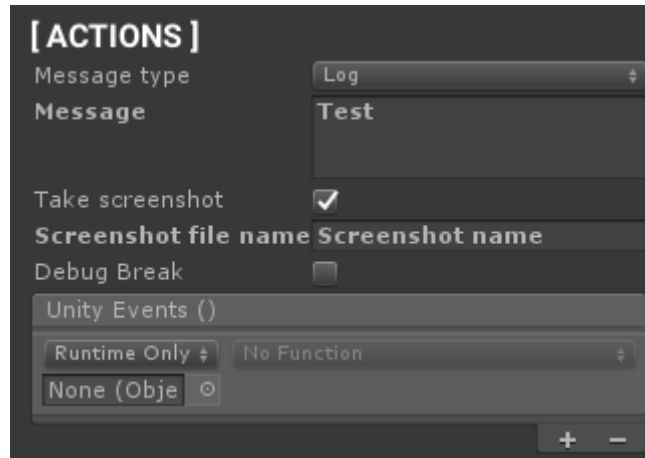 [ ACTIONS ]
Message type Log
Message Test
Take screenshot
Screenshot file name Screenshot name
Debug Break
Unity Events ()
Runtime Only No Function
None (Obje
+ −